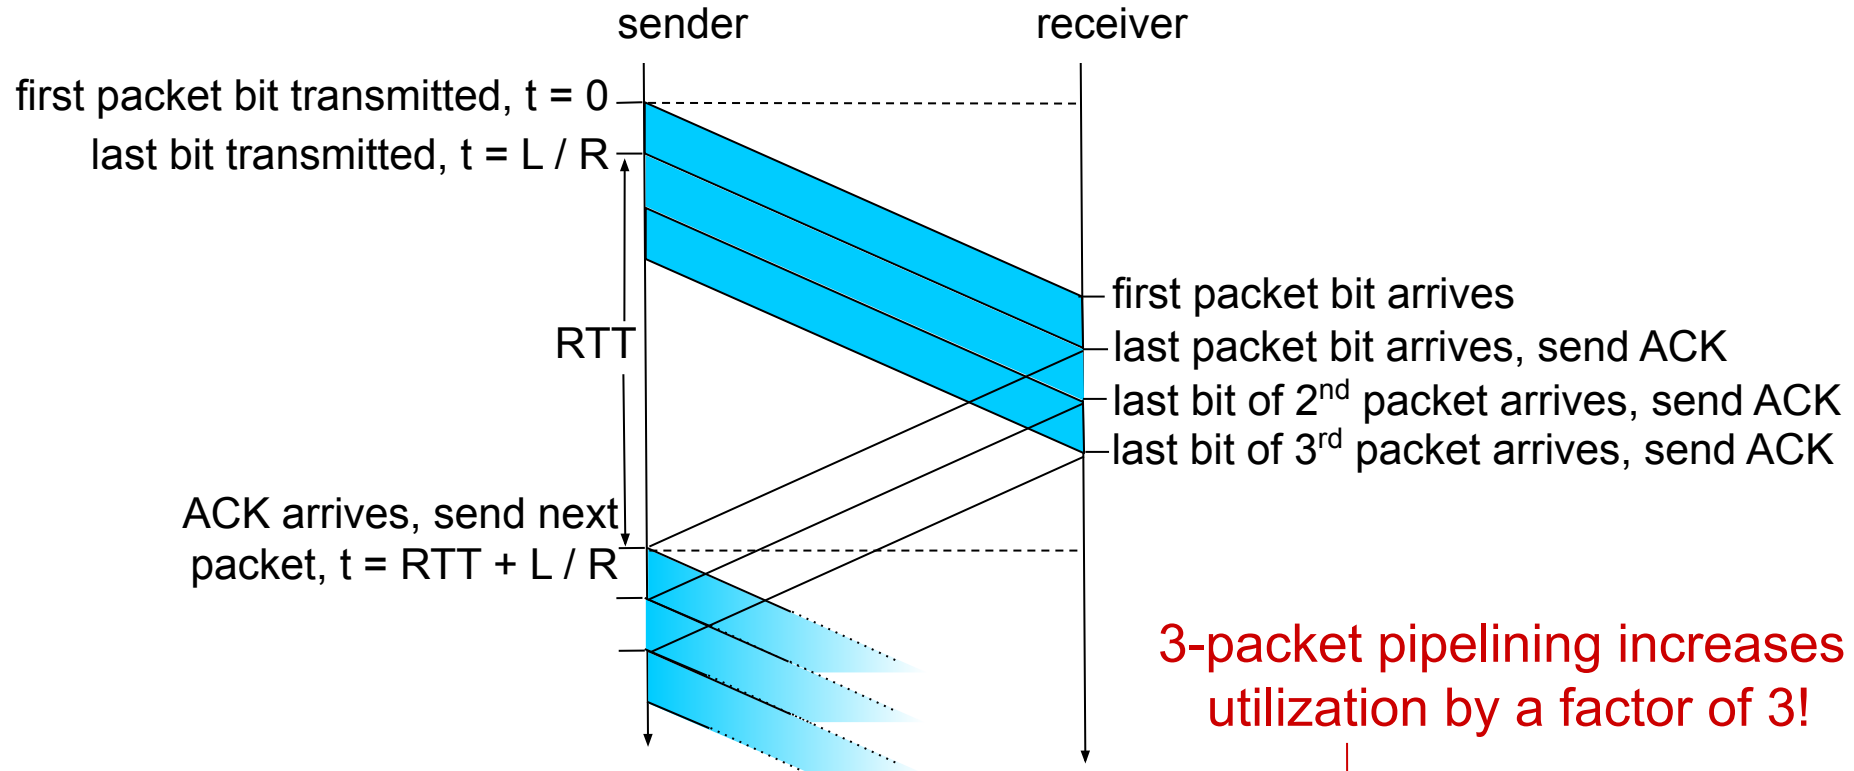 sender
receiver
first packet bit transmitted, t = 0
last bit transmitted, t = L / R
first packet bit arrives
RTT
last packet bit arrives, send ACK
last bit of 2nd packet arrives, send ACK
last bit of 3rd packet arrives, send ACK
ACK arrives, send next
packet, t = RTT + L / R
3-packet pipelining increases
utilization by a factor of 3!